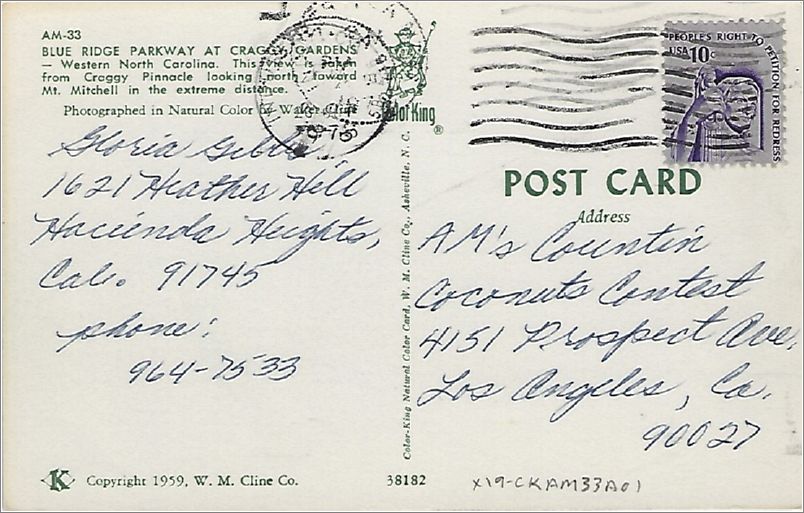 AM-33
BLUE RIDGE PARKWAY AT CRAGGY GARDENS
— Western North Carolina. This view is taken
from Craggy Pinnacle looking north toward
Mt. Mitchell in the extreme distance.
Photographed in Natural Color by
Gloria Gibbs
1621 Heather Hill
Hacienda Heights,
Cal. 91745
phone:
964-7533
K Copyright 1959, W. M. Cline Co.
38182
Color King ®
Color-King Natural Color Card, W. M. Cline Co., Asheville, N. C.
PEOPLE'S RIGHT TO PETITION FOR REDRESS
USA 10c
POST CARD
Address
AM's Countin
Coconuts Contest
4151 Prospect Ave.
Los Angeles, Ca.
90027
X19-CKAM33A01